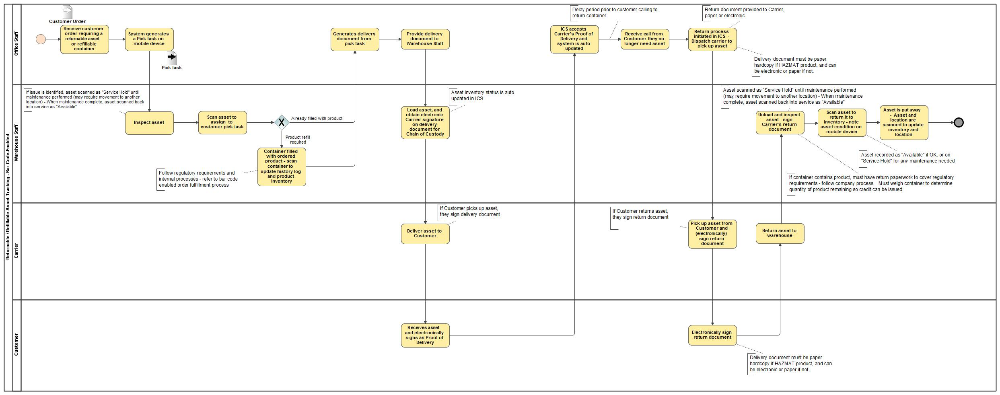 Returnable / Refillable Asset Tracking - Bar Code-Enabled
Office Staff
Customer Order
Receive customer
order requiring a
returnable asset
or refillable
container
System generates
a Pick task on
mobile device
Pick task
Generates delivery
document from
pick task
Provide delivery
document to
Warehouse Staff
Delay period prior to customer calling to
return container
ICS accepts
Carrier's Proof of
Delivery and
system is auto
updated
Receive call from
Customer they no
longer need asset
Return document provided to Carrier,
paper or electronic
Return process
initiated in ICS  -
Dispatch carrier to
pick up asset
Delivery document must be paper
hardcopy if HAZMAT product, and can
be electronic or paper if not.
Warehouse Staff
If issue is identified, asset scanned as "Service Hold" until
maintenance performed (may require movement to another
location) - When maintenance complete, asset scanned back
into service as "Available"
Inspect asset
Scan asset to
assign  to
customer pick task
X
Already filled with product
Product refill
required
Container filled
with ordered
product - scan
container to
update history log
and product
inventory
Follow regulatory requirements and
internal processes - refer to bar code
enabled order fulfillment process
Asset inventory status is auto
updated in ICS
Load asset, and
obtain electronic
Carrier signature
on delivery
document for
Chain of Custody
Asset scanned as "Service Hold" until maintenance performed
(may require movement to another location) - When maintenance
complete, asset scanned back into service as "Available"
Unload and inspect
asset - sign
Carrier's return
document
Scan asset to
return it to
inventory - note
asset condition on
mobile device
Asset is put away
-  Asset and
location are
scanned to update
inventory and
location
Asset recorded as "Available" if OK, or on
"Service Hold" for any maintenance needed
If container contains product, must have return paperwork to cover regulatory
requirements - follow company process.   Must weigh container to determine
quantity of product remaining so credit can be issued.
Carrier
If Customer picks up asset,
they sign delivery document
Deliver asset to
Customer
If Customer returns asset,
they sign return document
Pick up asset from
Customer and
(electronically)
sign return
document
Return asset to
warehouse
Customer
Receives asset
and electronically
signs as Proof of
Delivery
Electronically sign
return document
Delivery document must be paper
hardcopy if HAZMAT product, and can
be electronic or paper if not.